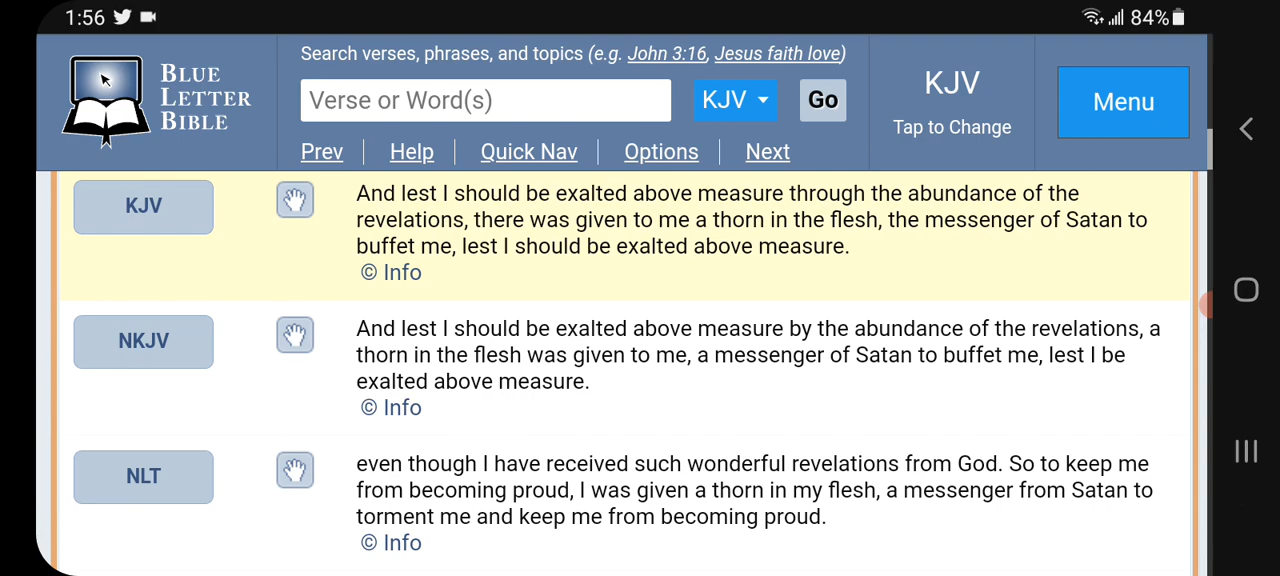 1:56 84%
BLUE
LETTER
BIBLE
Search verses, phrases, and topics (e.g. John 3:16, Jesus faith love)
Verse or Word(s) KJV Go
Prev Help Quick Nav Options Next
KJV
Tap to Change
Menu
KJV
And lest I should be exalted above measure through the abundance of the
revelations, there was given to me a thorn in the flesh, the messenger of Satan to
buffet me, lest I should be exalted above measure.
© Info
NKJV
And lest I should be exalted above measure by the abundance of the revelations, a
thorn in the flesh was given to me, a messenger of Satan to buffet me, lest I be
exalted above measure.
© Info
NLT
even though I have received such wonderful revelations from God. So to keep me
from becoming proud, I was given a thorn in my flesh, a messenger from Satan to
torment me and keep me from becoming proud.
© Info